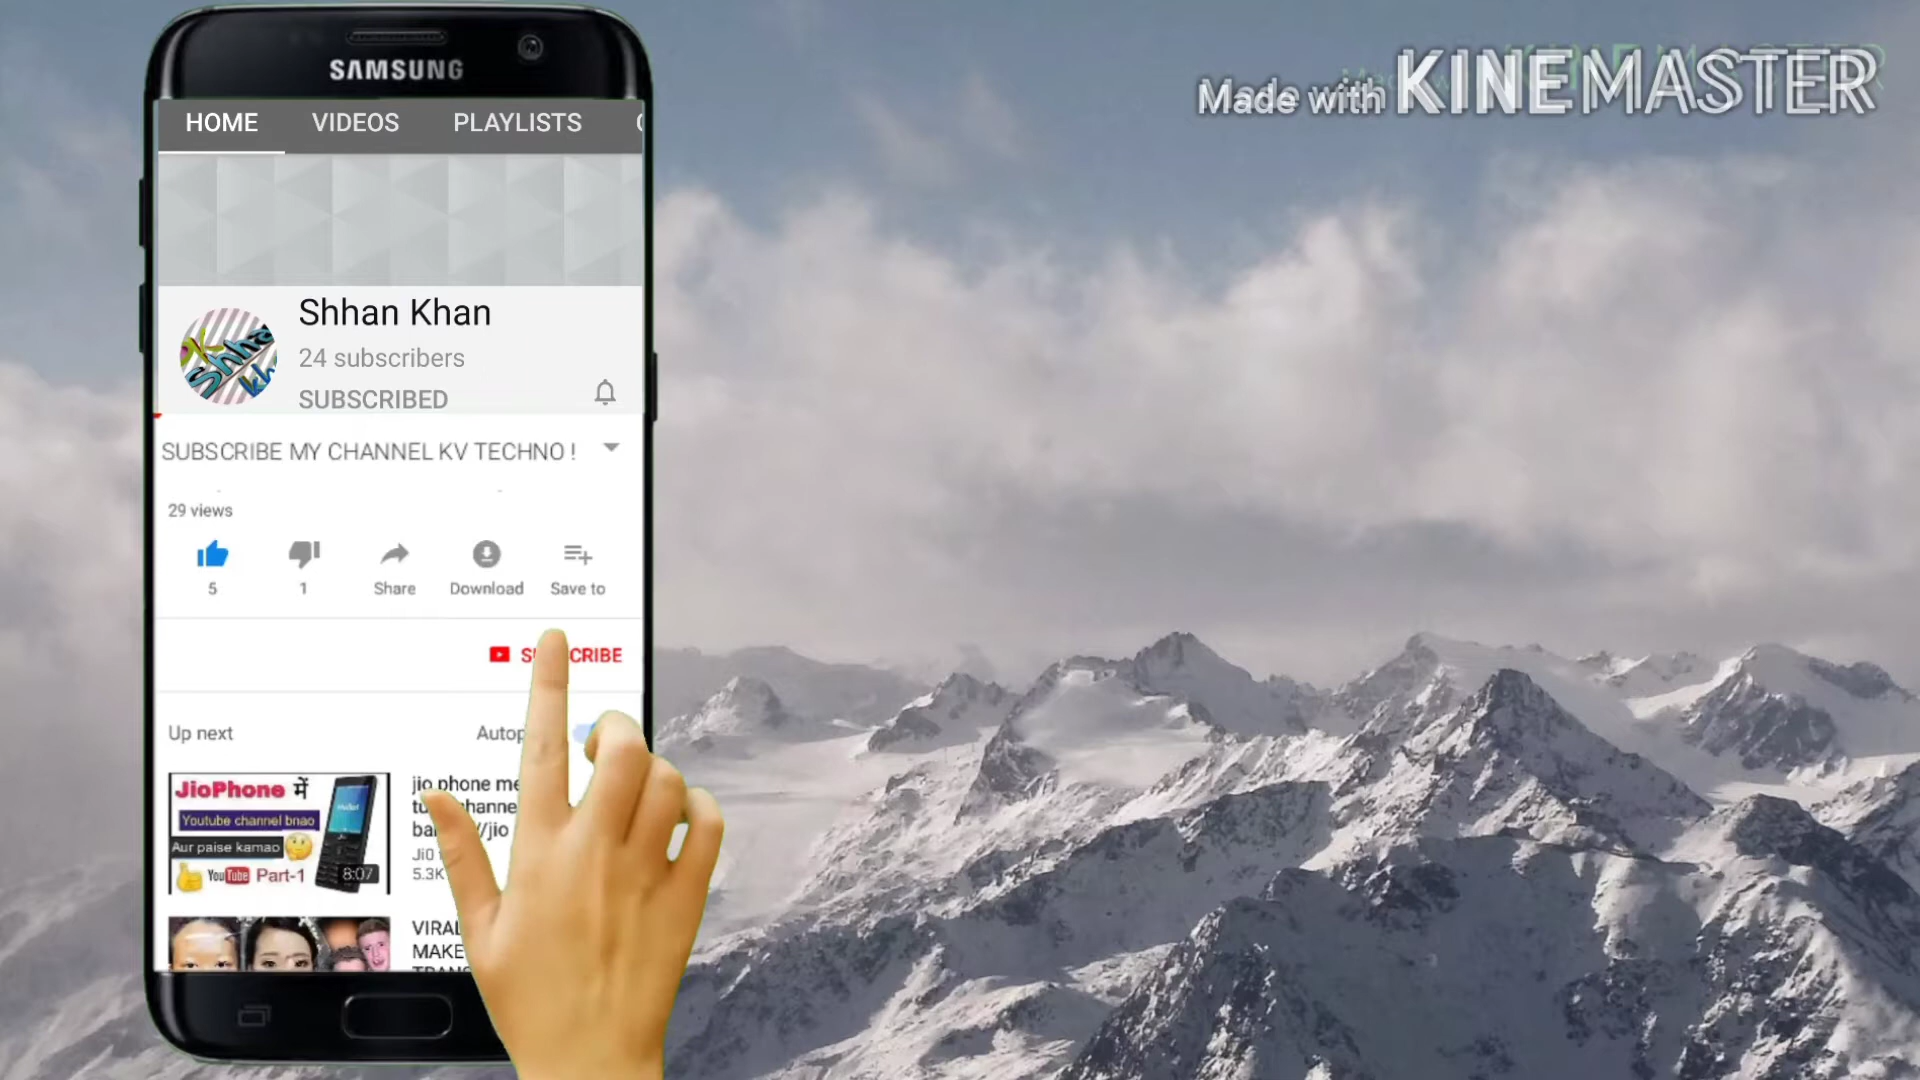 SAMSUNG
Made with KINEMASTER
HOME VIDEOS PLAYLISTS
Shhan Khan
24 subscribers
SUBSCRIBED
SUBSCRIBE MY CHANNEL KV TECHNO !
29 views
5 1 Share Download Save to
Up next
JioPhone में
Youtube channel bnao
Aur paise kamao
YouTube Part-1
8:07
jio phone me
5.3K
VIRAL
MAKE